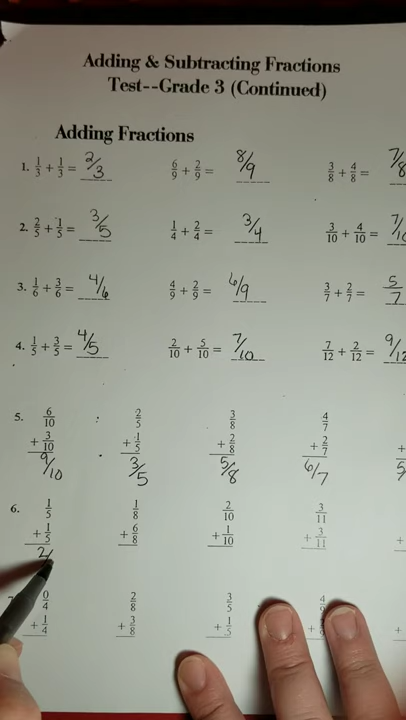 Adding & Subtracting Fractions
Test--Grade 3 (Continued)
Adding Fractions
1. 1/3 + 1/3 = 2/3 6/9 + 2/9 = 8/9 3/8 + 4/8 = 7/8
2. 2/5 + 1/5 = 3/5 1/4 + 2/4 = 3/4 3/10 + 4/10 = 7/10
3. 1/6 + 3/6 = 4/6 4/9 + 2/9 = 6/9 3/7 + 2/7 = 5/7
4. 1/5 + 3/5 = 4/5 2/10 + 5/10 = 7/10 7/12 + 2/12 = 9/12
5. 6/10 2/5 3/8 4/7
+ 3/10 + 1/5 + 2/8 + 2/7 +
9/10 3/5 5/8 6/7 5
6. 1/5 1/8 2/10 3/11
+ 1/5 + 6/8 + 1/10 + 3/11 +
2/
0/4 2/8 3/5 4
+ 1/4 + 3/8 + 1/5 +